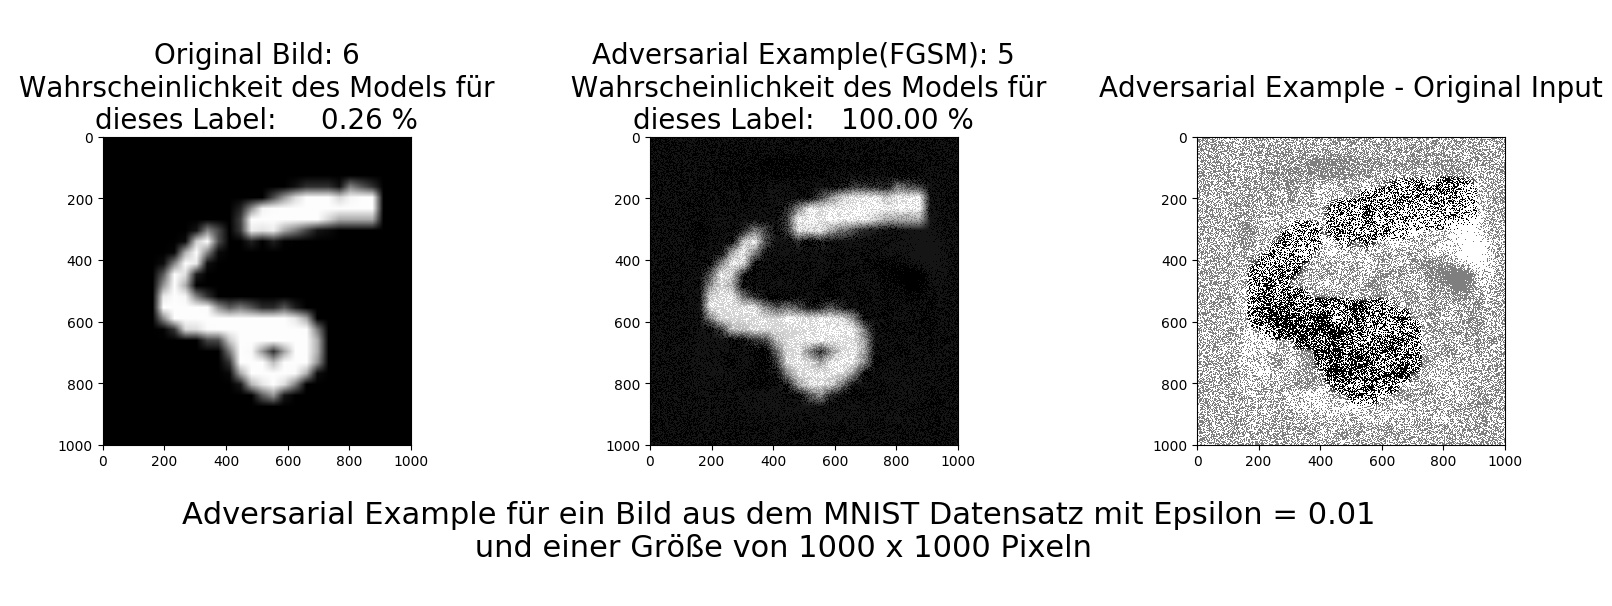 Original Bild: 6
Wahrscheinlichkeit des Models für
dieses Label: 0.26 %
Adversarial Example(FGSM): 5
Wahrscheinlichkeit des Models für
dieses Label: 100.00 %
Adversarial Example - Original Input
0
200
400
600
800
1000
0 200 400 600 800 1000
0
200
400
600
800
1000
0 200 400 600 800 1000
0
200
400
600
800
1000
0 200 400 600 800 1000
Adversarial Example für ein Bild aus dem MNIST Datensatz mit Epsilon = 0.01
und einer Größe von 1000 x 1000 Pixeln